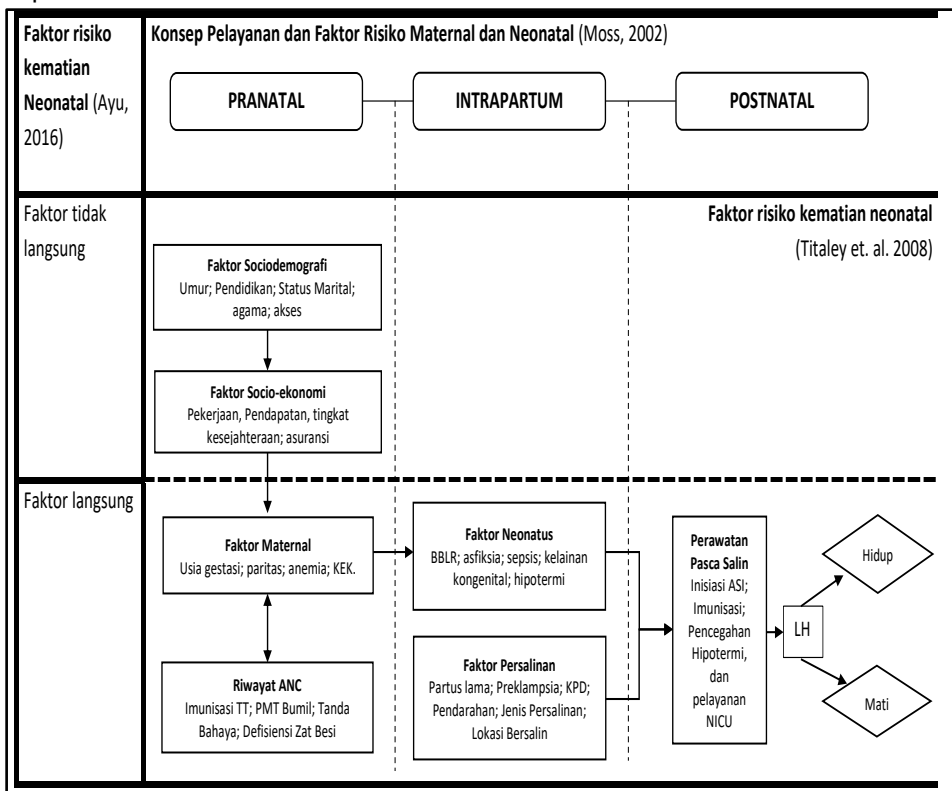 Faktor risiko
kematian
Neonatal (Ayu,
2016)
Konsep Pelayanan dan Faktor Risiko Maternal dan Neonatal (Moss, 2002)
PRANATAL
INTRAPARTUM
POSTNATAL
Faktor tidak
langsung
Faktor risiko kematian neonatal
(Titaley et. al. 2008)
Faktor Sociodemografi
Umur; Pendidikan; Status Marital;
agama; akses
Faktor Socio-ekonomi
Pekerjaan, Pendapatan, tingkat
kesejahteraan; asuransi
Faktor langsung
Faktor Maternal
Usia gestasi; paritas; anemia; KEK.
Riwayat ANC
Imunisasi TT; PMT Bumil; Tanda
Bahaya; Defisiensi Zat Besi
Faktor Neonatus
BBLR; asfiksia; sepsis; kelainan
kongenital; hipotermi
Faktor Persalinan
Partus lama; Preklampsia; KPD;
Pendarahan; Jenis Persalinan;
Lokasi Bersalin
Perawatan
Pasca Salin
Inisiasi ASI;
Imunisasi;
Pencegahan
Hipotermi,
dan
pelayanan
NICU
LH
Hidup
Mati